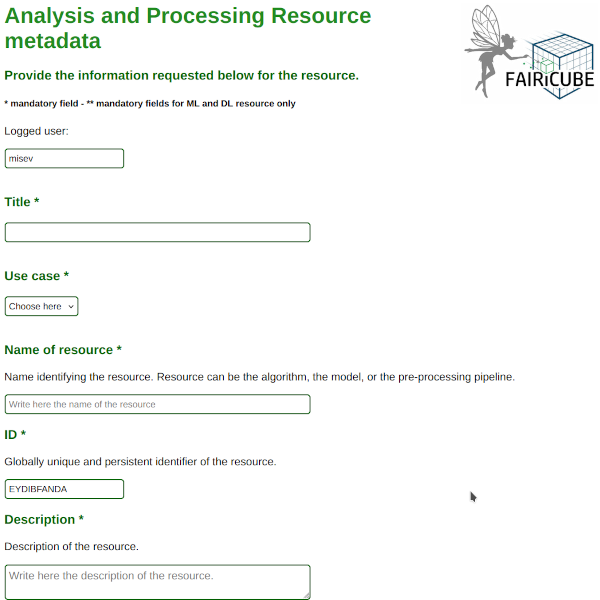 Analysis and Processing Resource
metadata
FAIRiCUBE
Provide the information requested below for the resource.
* mandatory field - ** mandatory fields for ML and DL resource only
Logged user:
misev
Title *
Use case *
Choose here
Name of resource *
Name identifying the resource. Resource can be the algorithm, the model, or the pre-processing pipeline.
Write here the name of the resource
ID *
Globally unique and persistent identifier of the resource.
EYDIBFANDA
Description *
Description of the resource.
Write here the description of the resource.